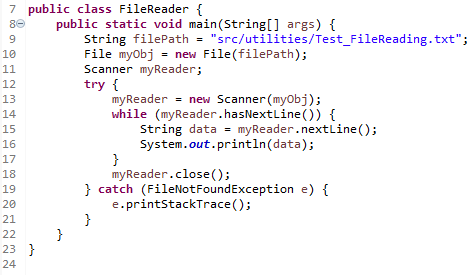 7 public class FileReader {
8 public static void main(String[] args) {
9 String filePath = "src/utilities/Test_FileReading.txt";
10 File myObj = new File(filePath);
11 Scanner myReader;
12 try {
13 myReader = new Scanner(myObj);
14 while (myReader.hasNextLine()) {
15 String data = myReader.nextLine();
16 System.out.println(data);
17 }
18 myReader.close();
19 } catch (FileNotFoundException e) {
20 e.printStackTrace();
21 }
22 }
23 }
24